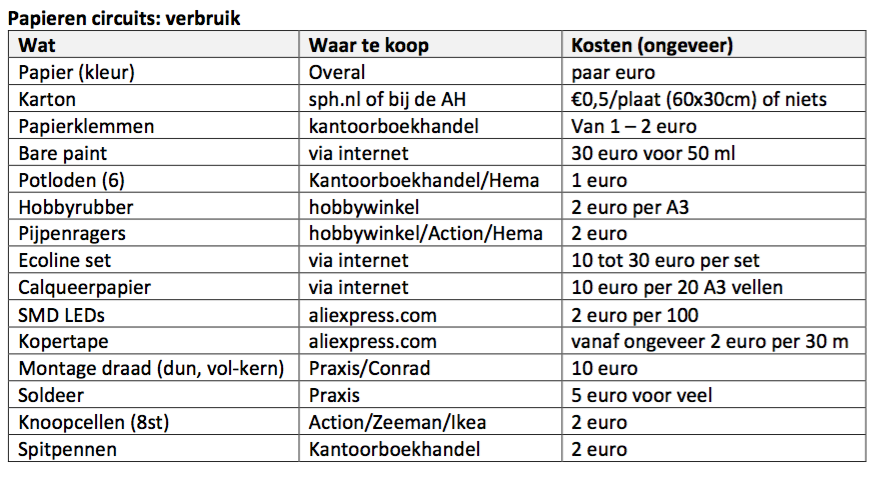 Papieren circuits: verbruik
Wat Waar te koop Kosten (ongeveer)
Papier (kleur) Overal paar euro
Karton sph.nl of bij de AH €0,5/plaat (60x30cm) of niets
Papierklemmen kantoorboekhandel Van 1 – 2 euro
Bare paint via internet 30 euro voor 50 ml
Potloden (6) Kantoorboekhandel/Hema 1 euro
Hobbyrubber hobbywinkel 2 euro per A3
Pijpenragers hobbywinkel/Action/Hema 2 euro
Ecoline set via internet 10 tot 30 euro per set
Calqueerpapier via internet 10 euro per 20 A3 vellen
SMD LEDs aliexpress.com 2 euro per 100
Kopertape aliexpress.com vanaf ongeveer 2 euro per 30 m
Montage draad (dun, vol-kern) Praxis/Conrad 10 euro
Soldeer Praxis 5 euro voor veel
Knoopcellen (8st) Action/Zeeman/Ikea 2 euro
Spitpennen Kantoorboekhandel 2 euro